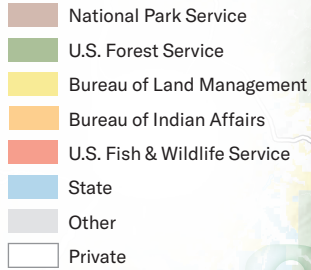 National Park Service
U.S. Forest Service
Bureau of Land Management
Bureau of Indian Affairs
U.S. Fish & Wildlife Service
State
Other
Private